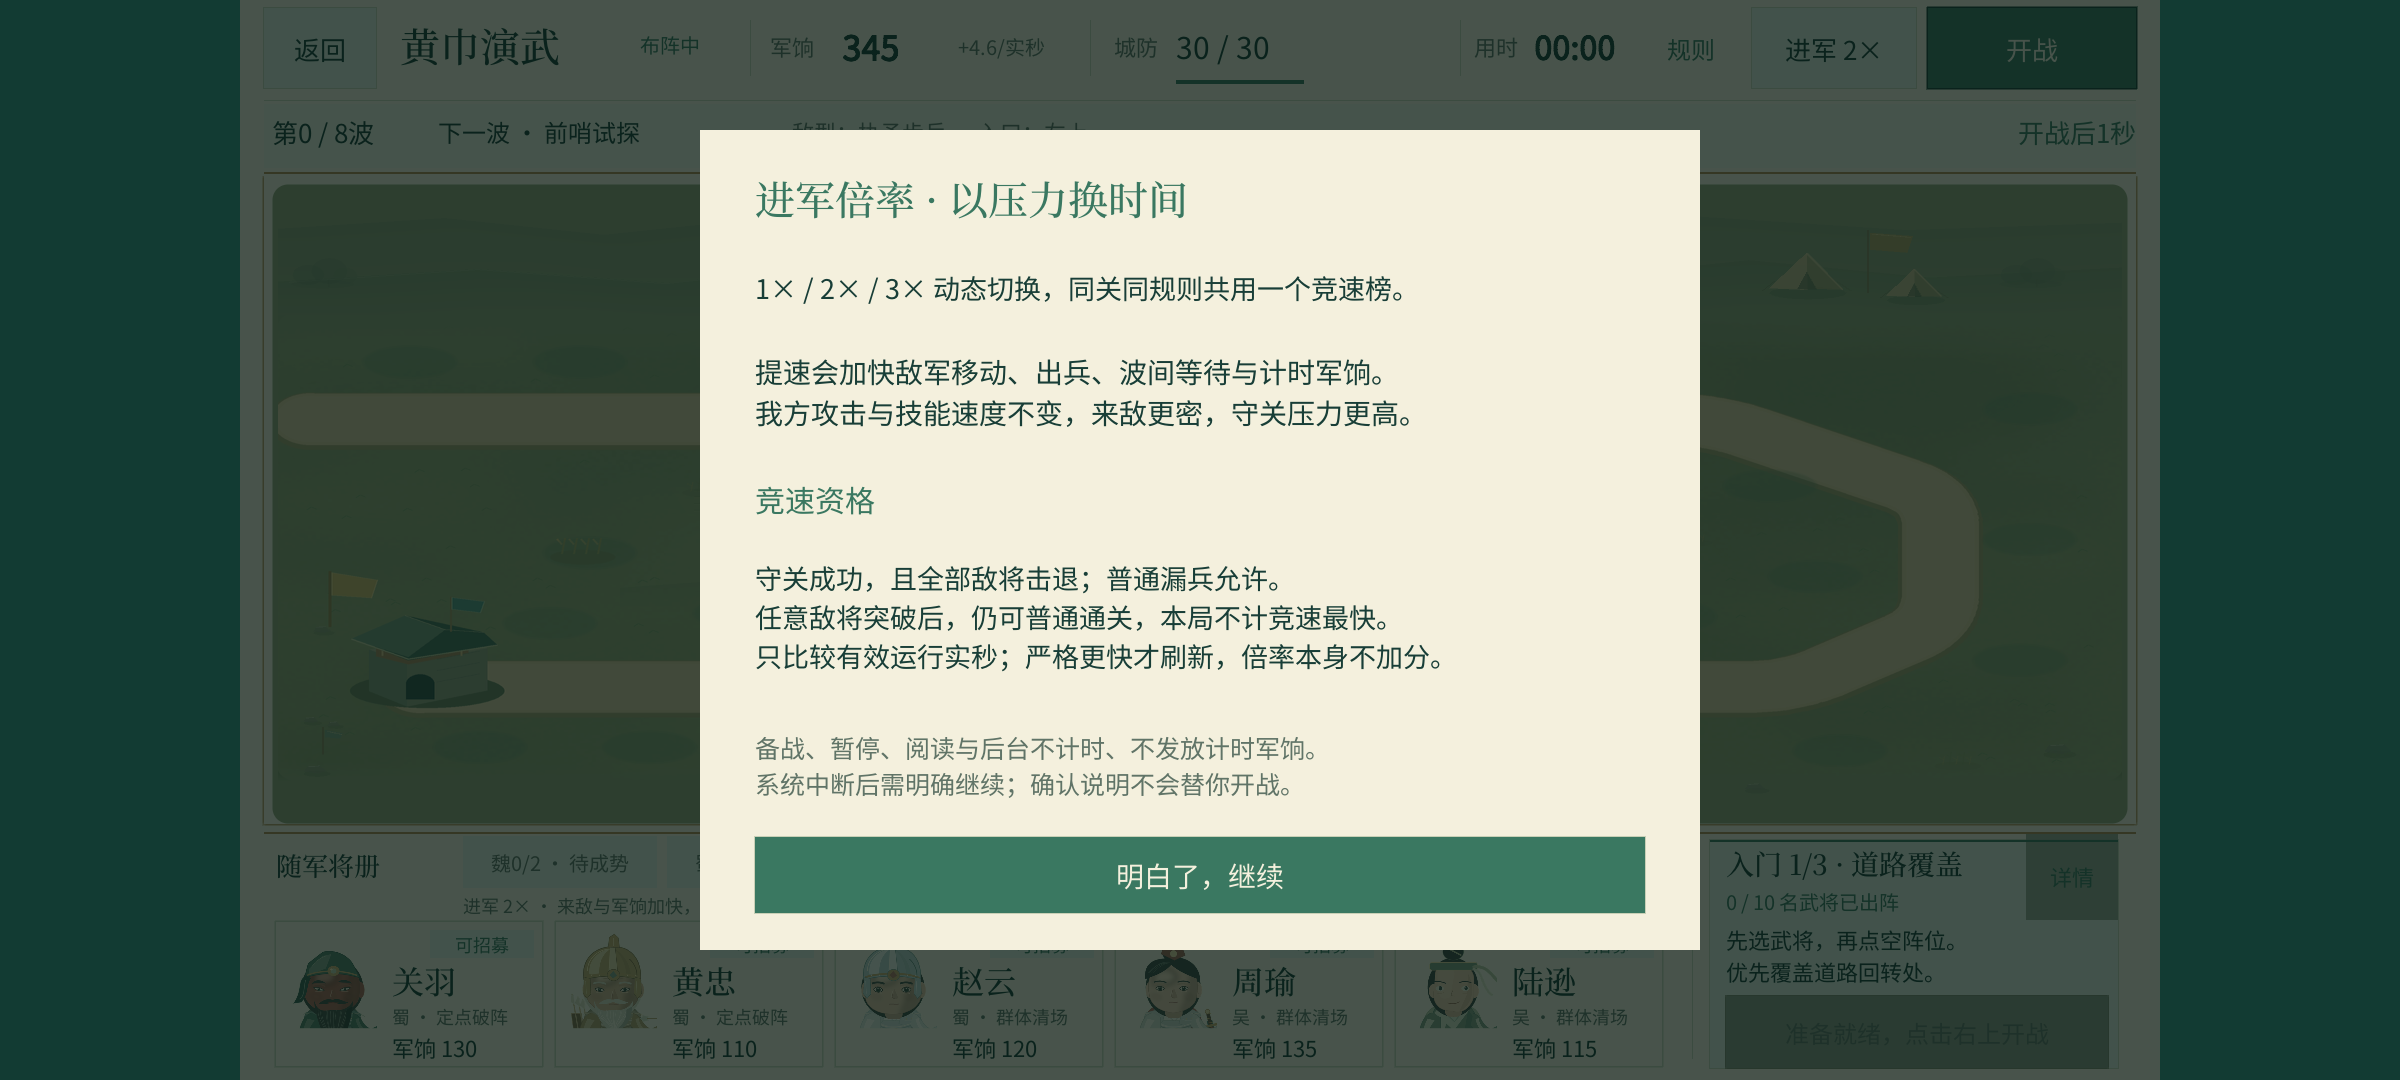 返回
黄巾演武
布阵中
军饷 345 +4.6/实秒
城防 30 / 30
用时 00:00
规则
进军 2×
开战
第0 / 8波
下一波 · 前哨试探
开战后1秒
进军倍率 · 以压力换时间
1× / 2× / 3× 动态切换，同关同规则共用一个竞速榜。
提速会加快敌军移动、出兵、波间等待与计时军饷。
我方攻击与技能速度不变，来敌更密，守关压力更高。
竞速资格
守关成功，且全部敌将击退；普通漏兵允许。
任意敌将突破后，仍可普通通关，本局不计竞速最快。
只比较有效运行实秒；严格更快才刷新，倍率本身不加分。
备战、暂停、阅读与后台不计时、不发放计时军饷。
系统中断后需明确继续；确认说明不会替你开战。
明白了，继续
随军将册
魏0/2 · 待成势
进军 2× · 来敌与军饷加快，
可招募
关羽
蜀 · 定点破阵
军饷 130
黄忠
蜀 · 定点破阵
军饷 110
赵云
蜀 · 群体清场
军饷 120
周瑜
吴 · 群体清场
军饷 135
陆逊
吴 · 群体清场
军饷 115
入门 1/3 · 道路覆盖
详情
0 / 10 名武将已出阵
先选武将，再点空阵位。
优先覆盖道路回转处。
准备就绪，点击右上开战